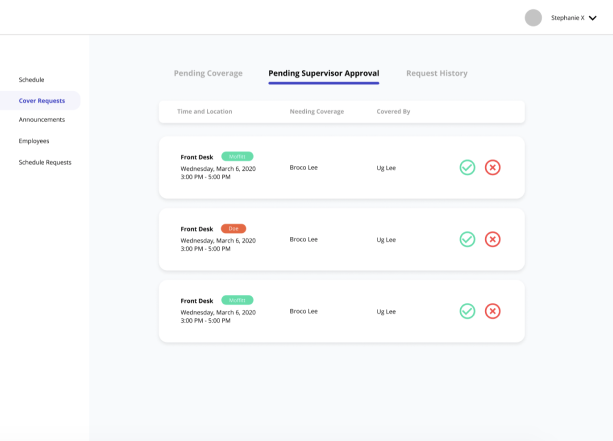 Stephanie X
Schedule
Cover Requests
Announcements
Employees
Schedule Requests
Pending Coverage Pending Supervisor Approval Request History
Time and Location Needing Coverage Covered By
Front Desk Moffitt
Wednesday, March 6, 2020 Broco Lee Ug Lee
3:00 PM - 5:00 PM
Front Desk Doe
Wednesday, March 6, 2020 Broco Lee Ug Lee
3:00 PM - 5:00 PM
Front Desk Moffitt
Wednesday, March 6, 2020 Broco Lee Ug Lee
3:00 PM - 5:00 PM